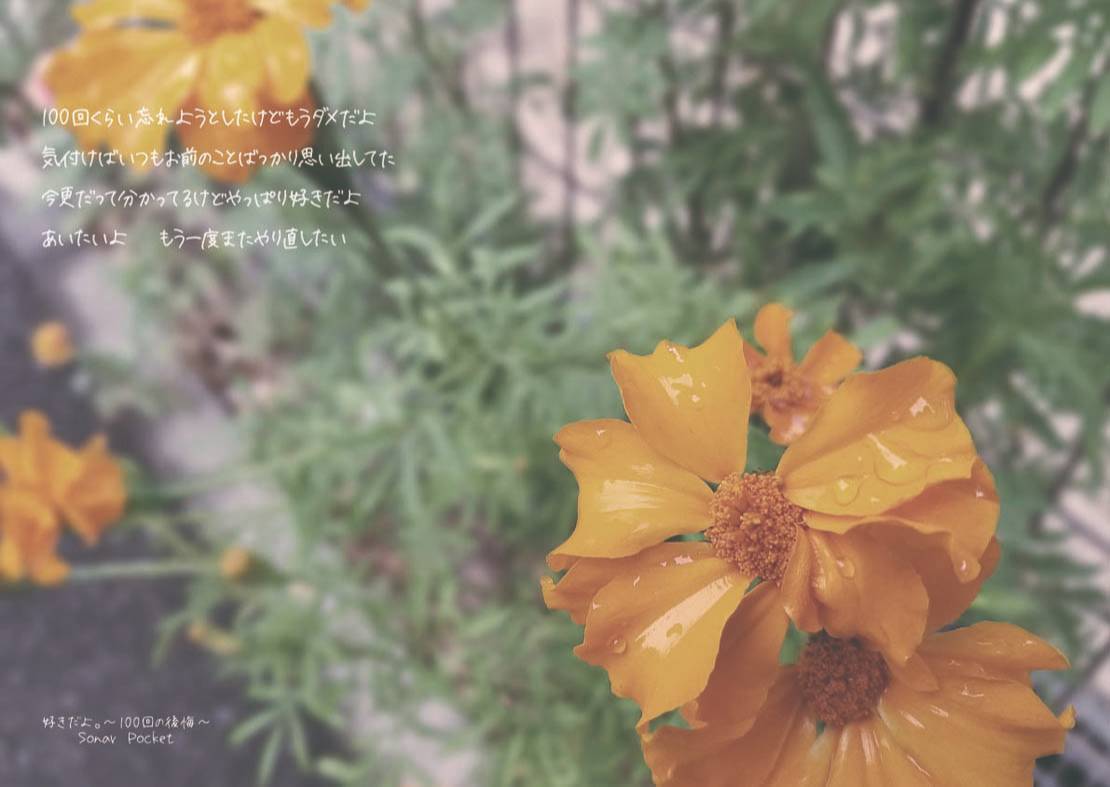 100回くらい忘れようとしたけどもうダメだよ
気付けばいつもお前のことばっかり思い出してた
今更だって分かってるけどやっぱり好きだよ
あいたいよ　もう一度またやり直したい
好きだよ。～100回の後悔～
Sonar Pocket